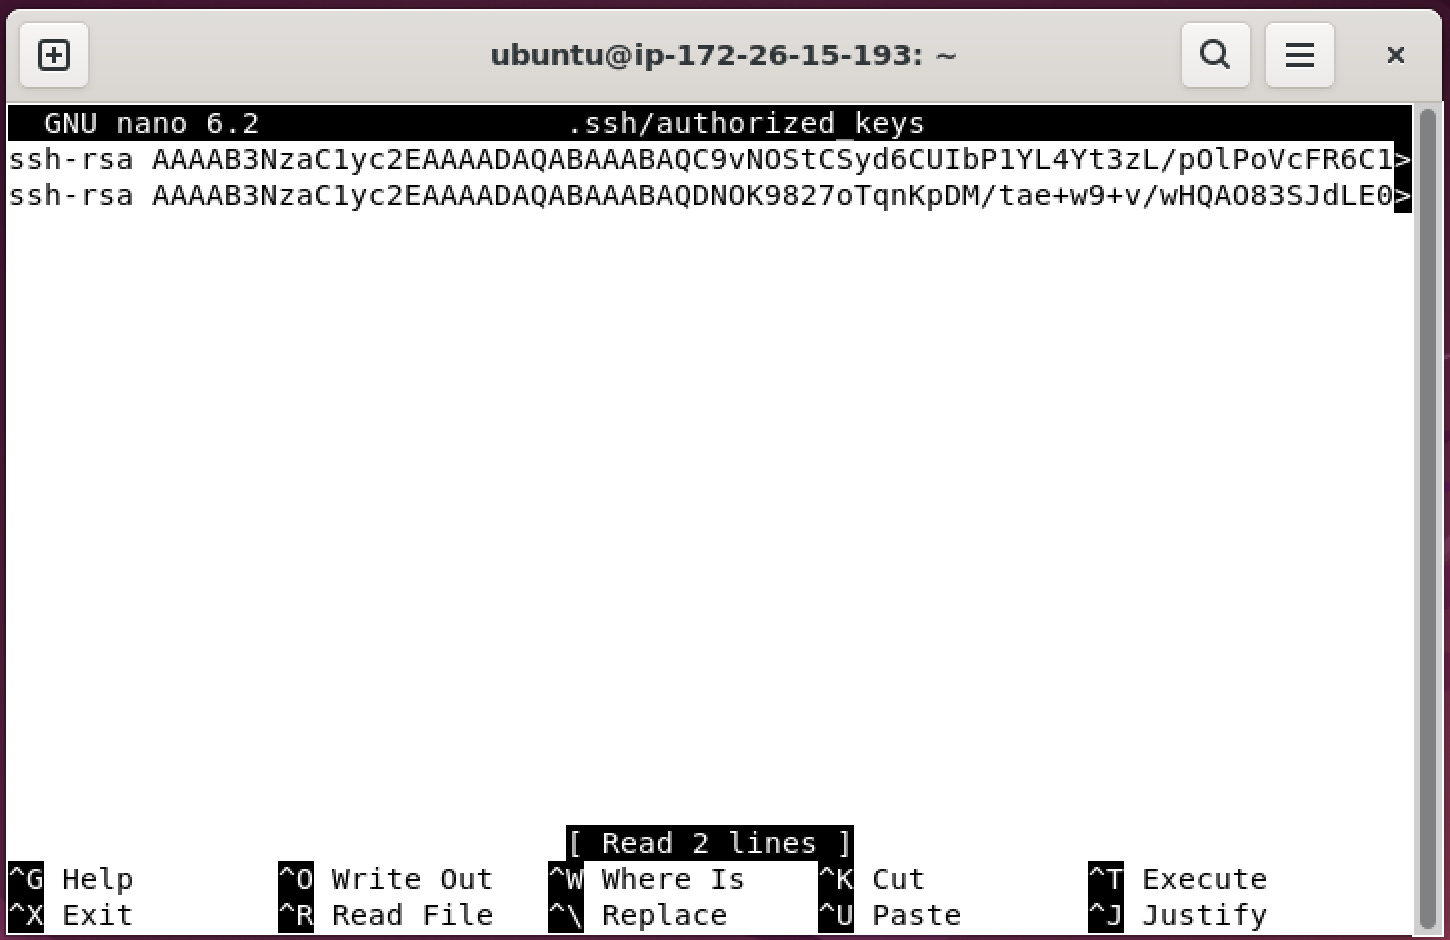 ubuntu@ip-172-26-15-193: ~
GNU nano 6.2 .ssh/authorized_keys
ssh-rsa AAAAB3NzaC1yc2EAAAADAQABAAABAQC9vNOStCSyd6CUIbP1YL4Yt3zL/pOlPoVcFR6C1>
ssh-rsa AAAAB3NzaC1yc2EAAAADAQABAAABAQDNOK9827oTqnKpDM/tae+w9+v/wHQAO83SJdLE0>
[ Read 2 lines ]
^G Help ^O Write Out ^W Where Is ^K Cut ^T Execute
^X Exit ^R Read File ^\ Replace ^U Paste ^J Justify